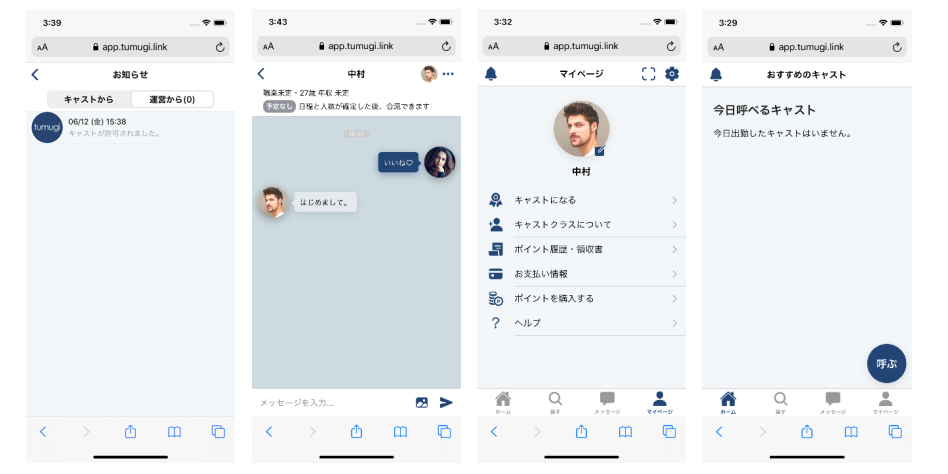 3:39
AA app.tumugi.link
お知らせ
キャストから 運営から(0)
tumugi
06/12 (金) 15:38
キャストが許可されました。
3:43
AA app.tumugi.link
中村
職業未定・27歳 年収 未定
予定なし 日程と人数が確定した後、合流できます
15:42
いいね♡
はじめまして。
メッセージを入力...
3:32
AA app.tumugi.link
マイページ
中村
キャストになる
キャストクラスについて
ポイント履歴・領収書
お支払い情報
ポイントを購入する
ヘルプ
ホーム 探す メッセージ マイページ
3:29
AA app.tumugi.link
おすすめのキャスト
今日呼べるキャスト
今日出勤したキャストはいません。
呼ぶ
ホーム 探す メッセージ マイページ